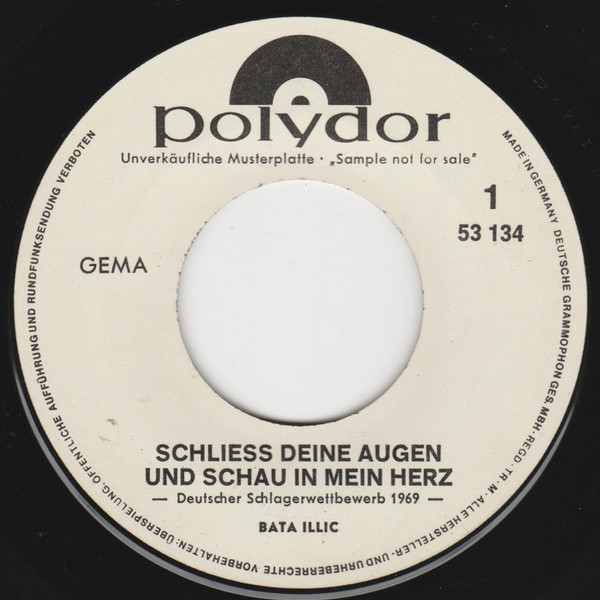 polydor
Unverkäufliche Musterplatte · „Sample not for sale"
1
53 134
GEMA
SCHLIESS DEINE AUGEN
UND SCHAU IN MEIN HERZ
— Deutscher Schlagerwettbewerb 1969 —
BATA ILLIC
MADE IN GERMANY DEUTSCHE GRAMMOPHON GES. MBH · REGD · TR · M · ALLE HERSTELLER- UND URHEBERRECHTE VORBEHALTEN: ÜBERSPIELUNG, ÖFFENTLICHE AUFFÜHRUNG UND RUNDFUNKSENDUNG VERBOTEN